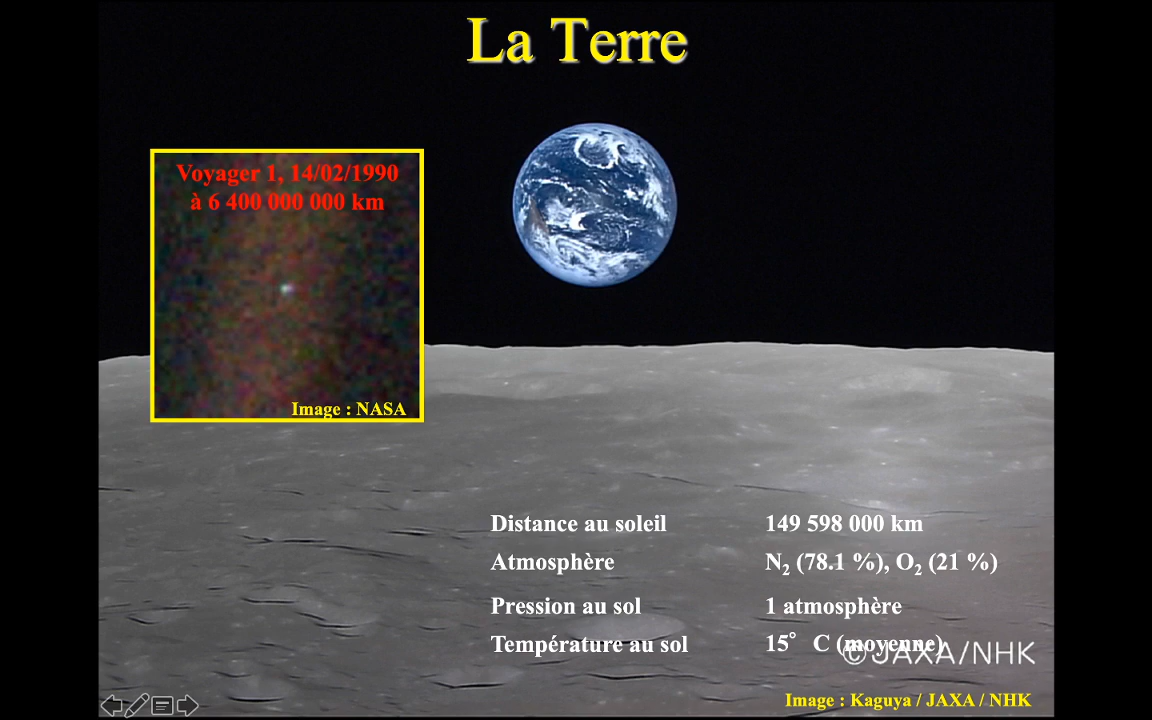 La Terre
Voyager 1, 14/02/1990
à 6 400 000 000 km
Image : NASA
Distance au soleil 149 598 000 km
Atmosphère N₂ (78.1 %), O₂ (21 %)
Pression au sol 1 atmosphère
Température au sol 15° C (moyenne)
©JAXA/NHK
Image : Kaguya / JAXA / NHK